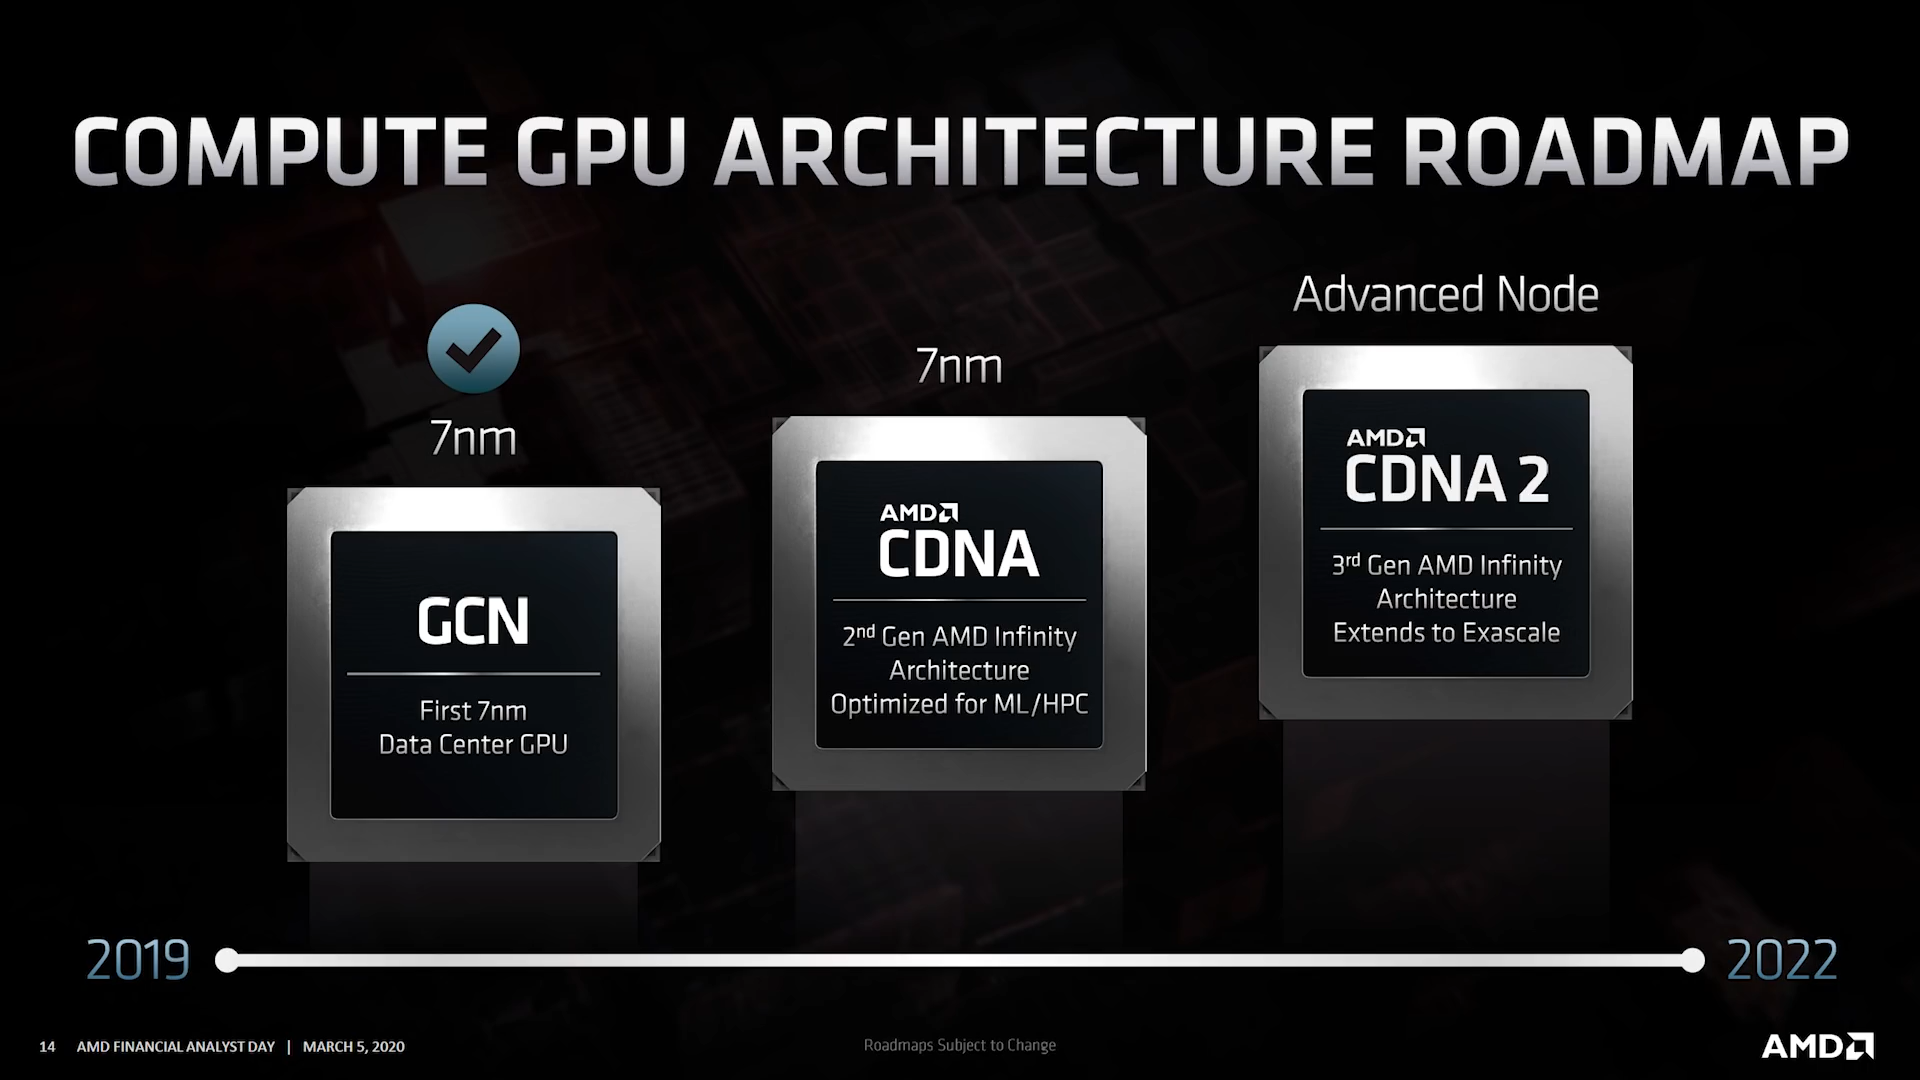 COMPUTE GPU ARCHITECTURE ROADMAP
7nm
GCN
First 7nm
Data Center GPU
7nm
AMD
CDNA
2nd Gen AMD Infinity
Architecture
Optimized for ML/HPC
Advanced Node
AMD
CDNA 2
3rd Gen AMD Infinity
Architecture
Extends to Exascale
2019
2022
14 AMD FINANCIAL ANALYST DAY | MARCH 5, 2020
Roadmaps Subject to Change
AMD